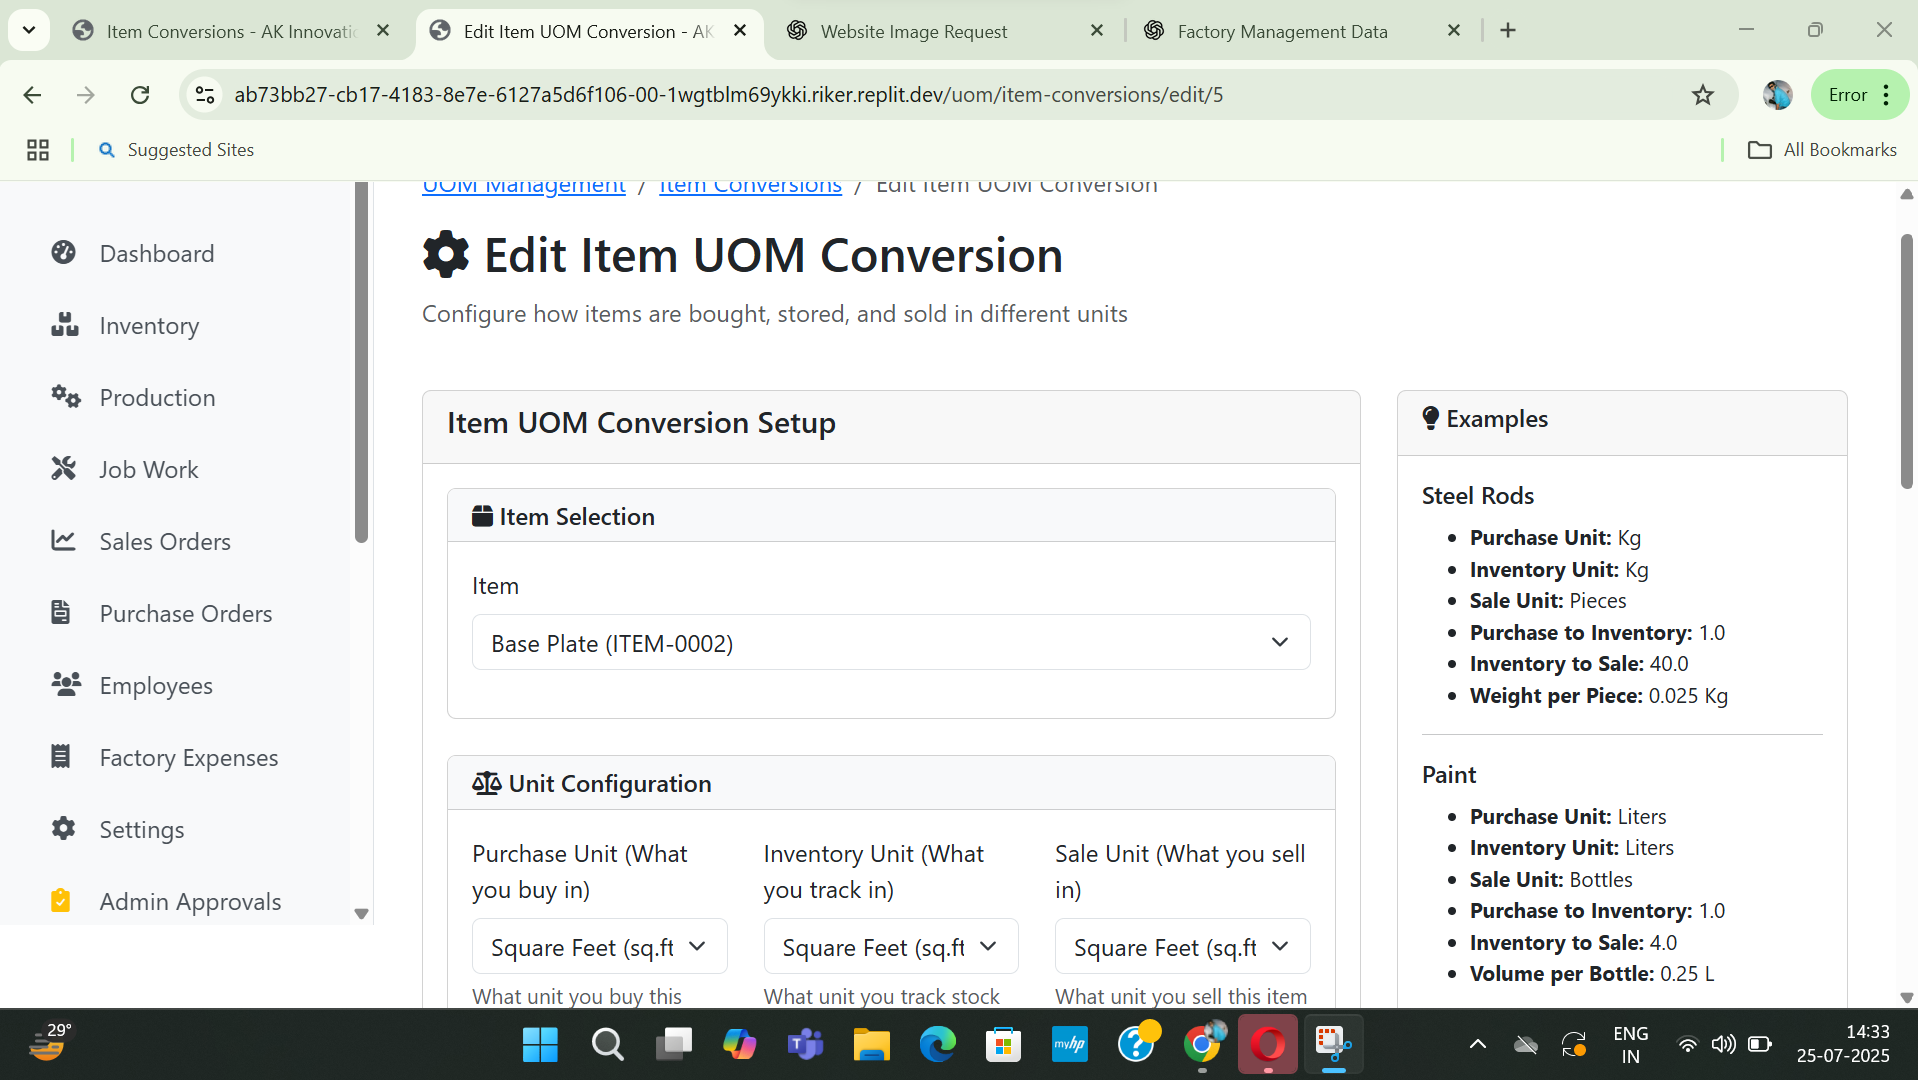 Item Conversions - AK Innovatio
Edit Item UOM Conversion - AK
Website Image Request
Factory Management Data
ab73bb27-cb17-4183-8e7e-6127a5d6f106-00-1wgtblm69ykki.riker.replit.dev/uom/item-conversions/edit/5
Error
Suggested Sites
All Bookmarks
Dashboard
Inventory
Production
Job Work
Sales Orders
Purchase Orders
Employees
Factory Expenses
Settings
Admin Approvals
UOM Management / Item Conversions / Edit Item UOM Conversion
Edit Item UOM Conversion
Configure how items are bought, stored, and sold in different units
Item UOM Conversion Setup
Item Selection
Item
Base Plate (ITEM-0002)
Unit Configuration
Purchase Unit (What
you buy in)
Square Feet (sq.ft
What unit you buy this
Inventory Unit (What
you track in)
Square Feet (sq.ft
What unit you track stock
Sale Unit (What you sell
in)
Square Feet (sq.ft
What unit you sell this item
Examples
Steel Rods
Purchase Unit: Kg
Inventory Unit: Kg
Sale Unit: Pieces
Purchase to Inventory: 1.0
Inventory to Sale: 40.0
Weight per Piece: 0.025 Kg
Paint
Purchase Unit: Liters
Inventory Unit: Liters
Sale Unit: Bottles
Purchase to Inventory: 1.0
Inventory to Sale: 4.0
Volume per Bottle: 0.25 L
29°
myhp
ENG
IN
14:33
25-07-2025